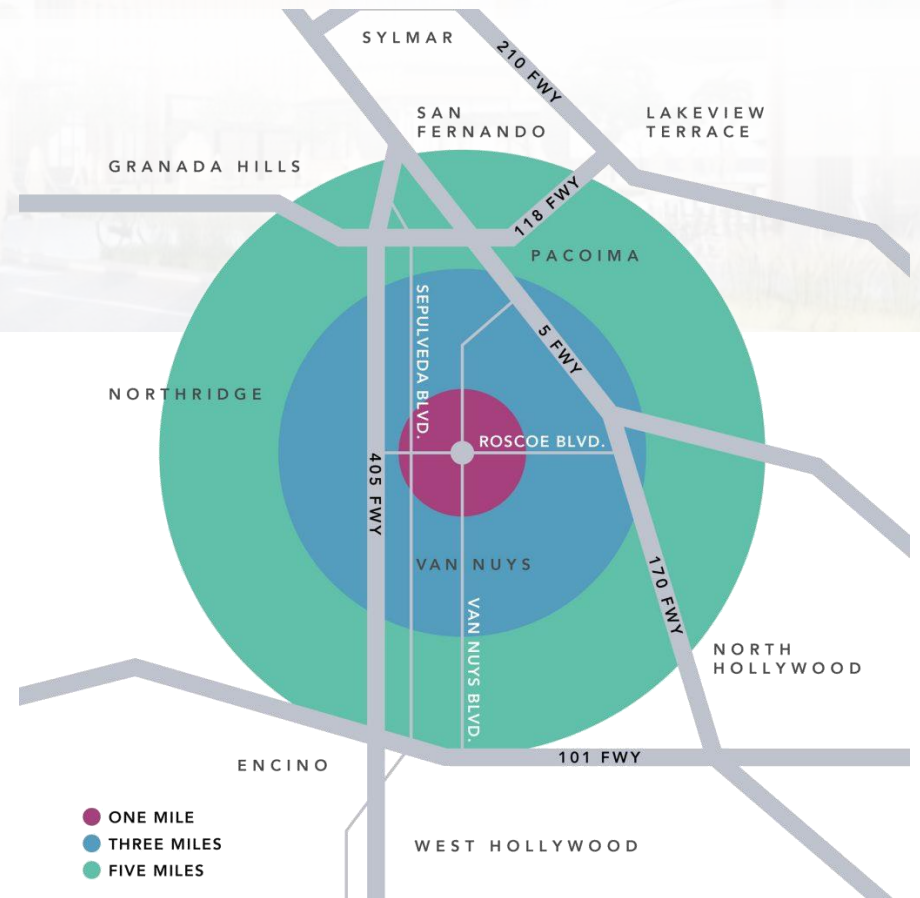 SYLMAR
210 FWY
SAN
FERNANDO
LAKEVIEW
TERRACE
GRANADA HILLS
118 FWY
PACOIMA
SEPULVEDA BLVD.
5 FWY
NORTHRIDGE
ROSCOE BLVD.
405 FWY
VAN NUYS
170 FWY
VAN NUYS BLVD.
NORTH
HOLLYWOOD
101 FWY
ENCINO
ONE MILE
THREE MILES
FIVE MILES
WEST HOLLYWOOD